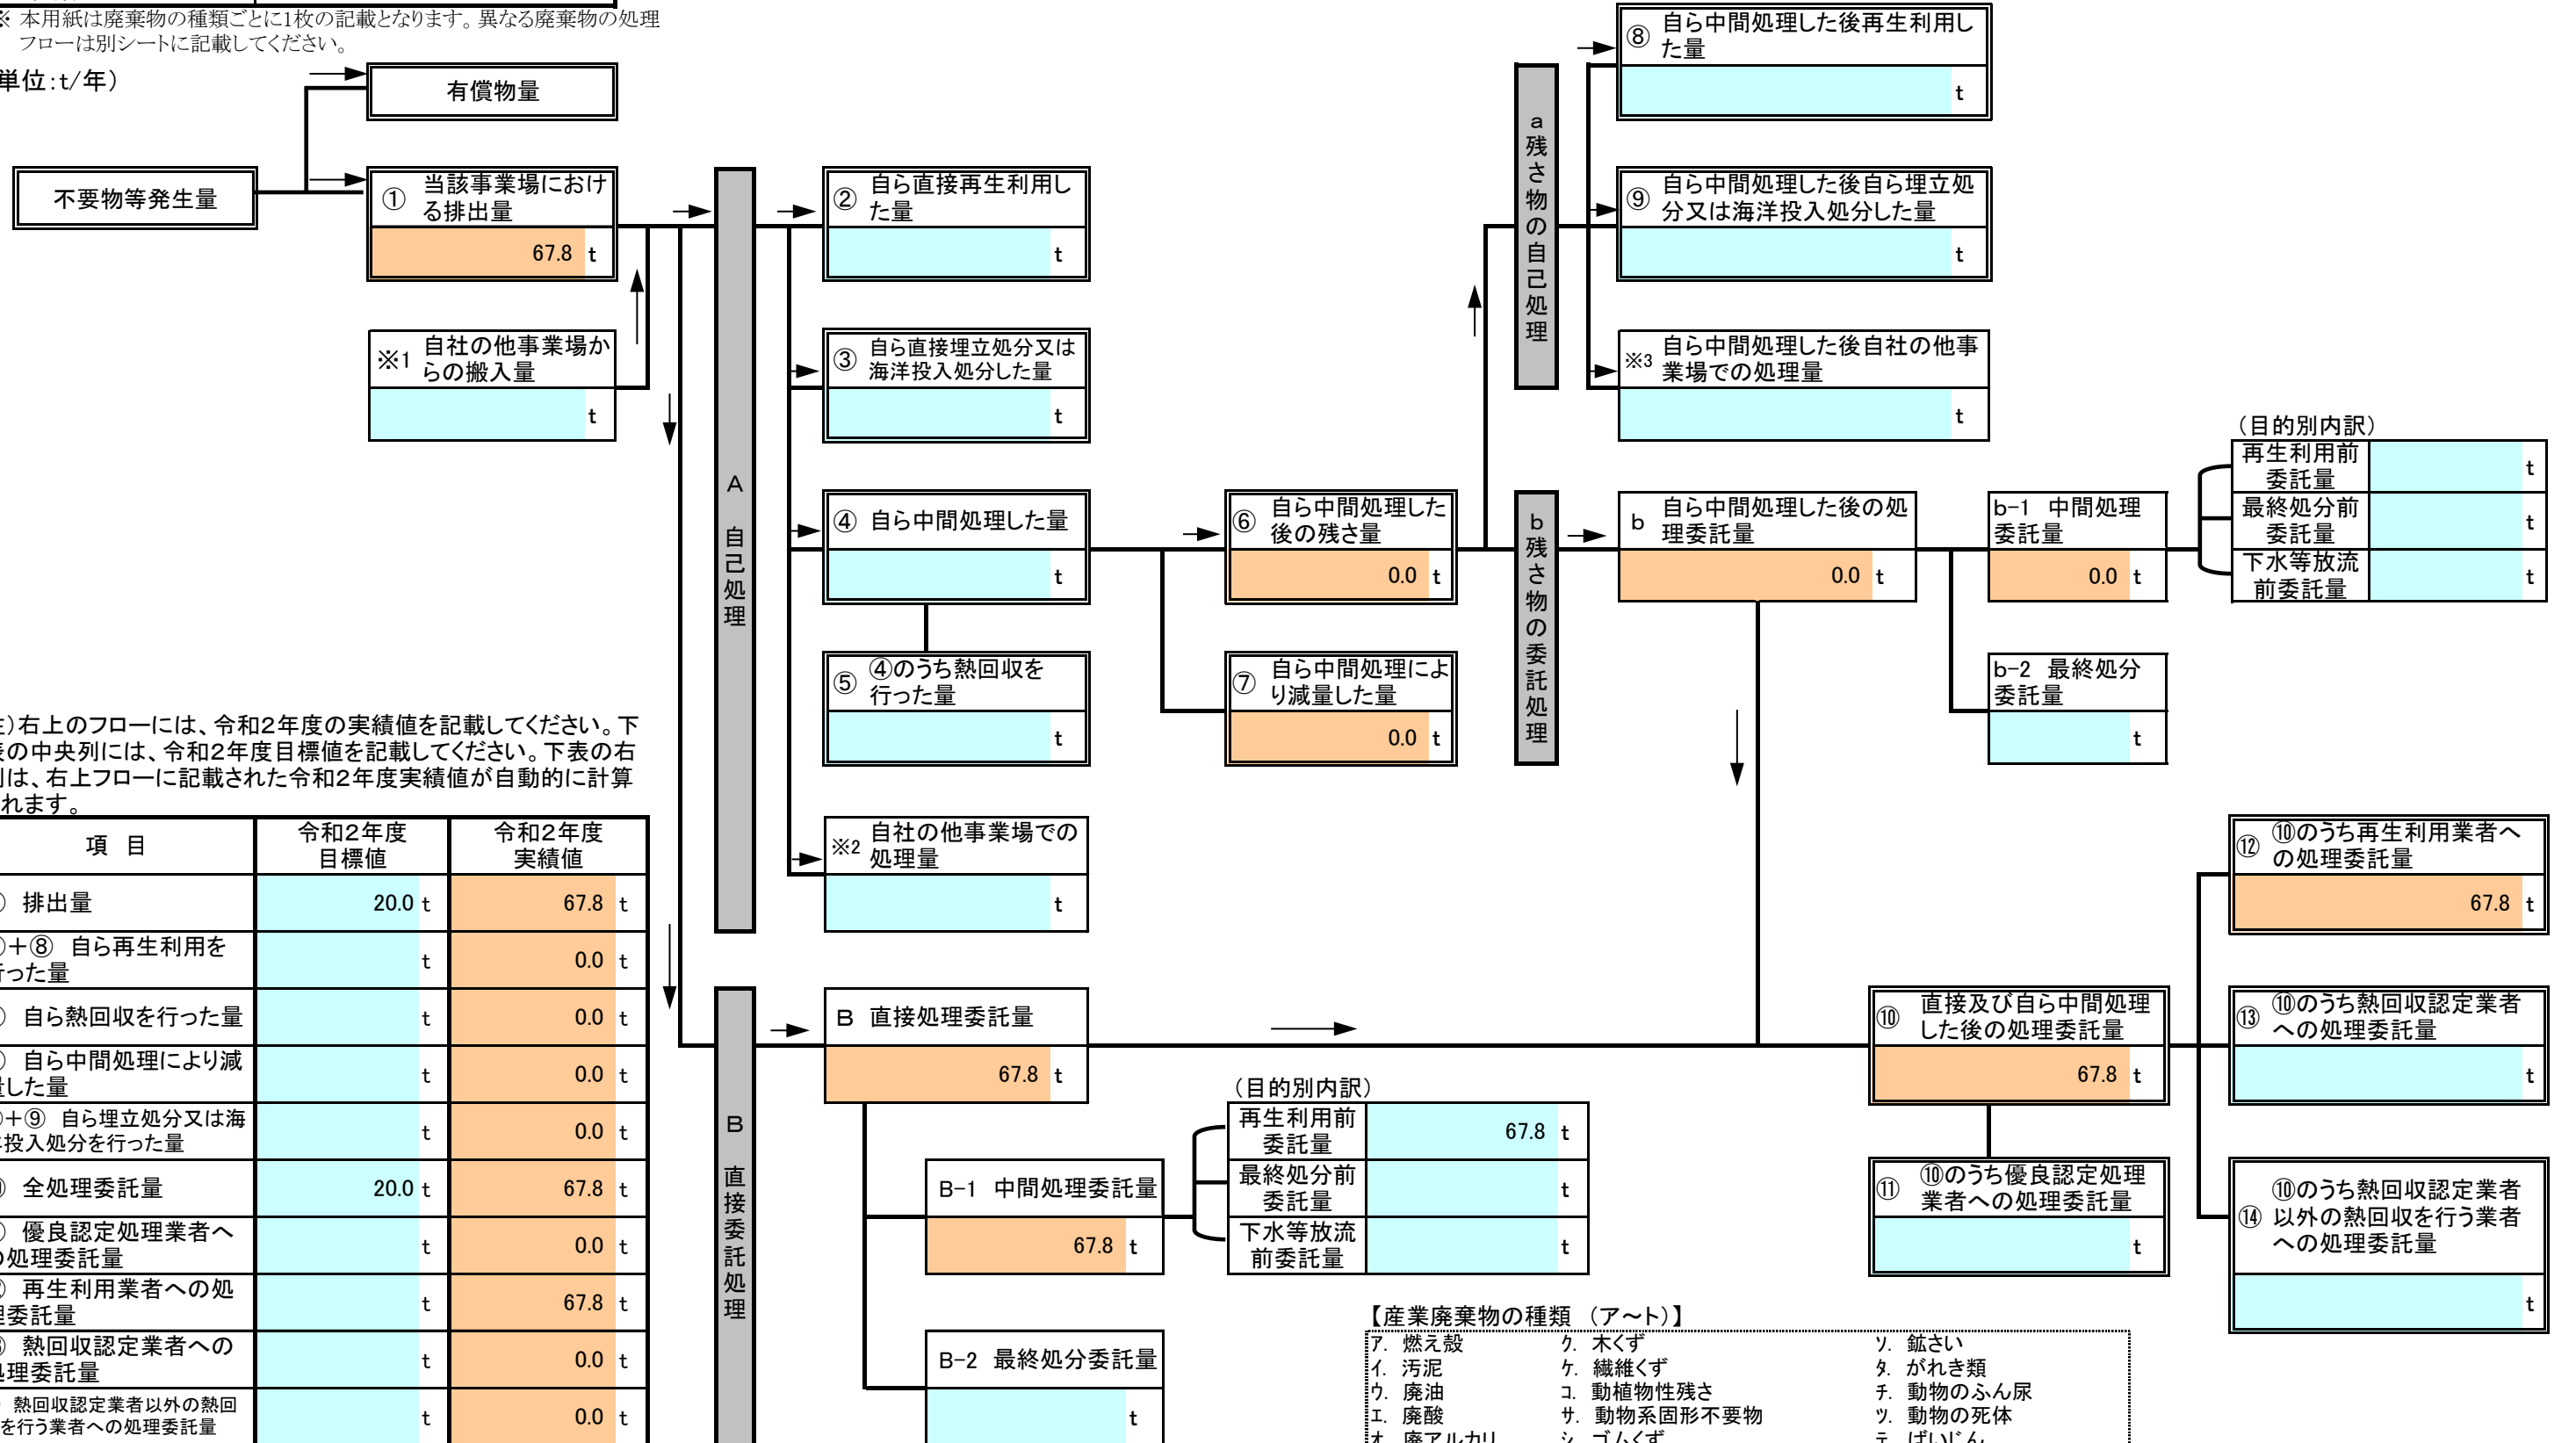 ※ 本用紙は廃棄物の種類ごとに1枚の記載となります。異なる廃棄物の処理
フローは別シートに記載してください。
単位:t/年)
有償物量
不要物等発生量
① 当該事業場におけ
る排出量
67.8 t
※1 自社の他事業場か
らの搬入量
t
A 自己処理
② 自ら直接再生利用し
た量
t
③ 自ら直接埋立処分又は
海洋投入処分した量
t
④ 自ら中間処理した量
t
⑤ ④のうち熱回収を
行った量
t
※2 自社の他事業場での
処理量
t
⑥ 自ら中間処理した
後の残さ量
0.0 t
⑦ 自ら中間処理によ
り減量した量
0.0 t
a 残さ物の自己処理
⑧ 自ら中間処理した後再生利用し
た量
t
⑨ 自ら中間処理した後自ら埋立処
分又は海洋投入処分した量
t
※3 自ら中間処理した後自社の他事
業場での処理量
t
b 残さ物の委託処理
b 自ら中間処理した後の処
理委託量
0.0 t
b-1 中間処理
委託量
0.0 t
b-2 最終処分
委託量
t
(目的別内訳)
再生利用前
委託量
t
最終処分前
委託量
t
下水等放流
前委託量
t
)右上のフローには、令和2年度の実績値を記載してください。下
の中央列には、令和2年度目標値を記載してください。下表の右
は、右上フローに記載された令和2年度実績値が自動的に計算
れます。
項 目 令和2年度
目標値 令和2年度
実績値
排出量 20.0 t 67.8 t
+⑧ 自ら再生利用を
った量 t 0.0 t
自ら熱回収を行った量 t 0.0 t
自ら中間処理により減
した量 t 0.0 t
+⑨ 自ら埋立処分又は海
投入処分を行った量 t 0.0 t
全処理委託量 20.0 t 67.8 t
優良認定処理業者へ
の処理委託量 t 0.0 t
再生利用業者への処
理委託量 t 67.8 t
熱回収認定業者への
処理委託量 t 0.0 t
熱回収認定業者以外の熱回
を行う業者への処理委託量 t 0.0 t
B 直接委託処理
B 直接処理委託量
67.8 t
B-1 中間処理委託量
67.8 t
B-2 最終処分委託量
t
(目的別内訳)
再生利用前
委託量
67.8 t
最終処分前
委託量
t
下水等放流
前委託量
t
⑩ 直接及び自ら中間処理
した後の処理委託量
67.8 t
⑪ ⑩のうち優良認定処理
業者への処理委託量
t
⑫ ⑩のうち再生利用業者へ
の処理委託量
67.8 t
⑬ ⑩のうち熱回収認定業者
への処理委託量
t
⑭ ⑩のうち熱回収認定業者
以外の熱回収を行う業者
への処理委託量
t
【産業廃棄物の種類 (ア~ト)】
ア. 燃え殻 ク. 木くず ソ. 鉱さい
イ. 汚泥 ケ. 繊維くず タ. がれき類
ウ. 廃油 コ. 動植物性残さ チ. 動物のふん尿
エ. 廃酸 サ. 動物系固形不要物 ツ. 動物の死体
オ. 廃アルカリ シ. ゴムくず テ. ばいじん